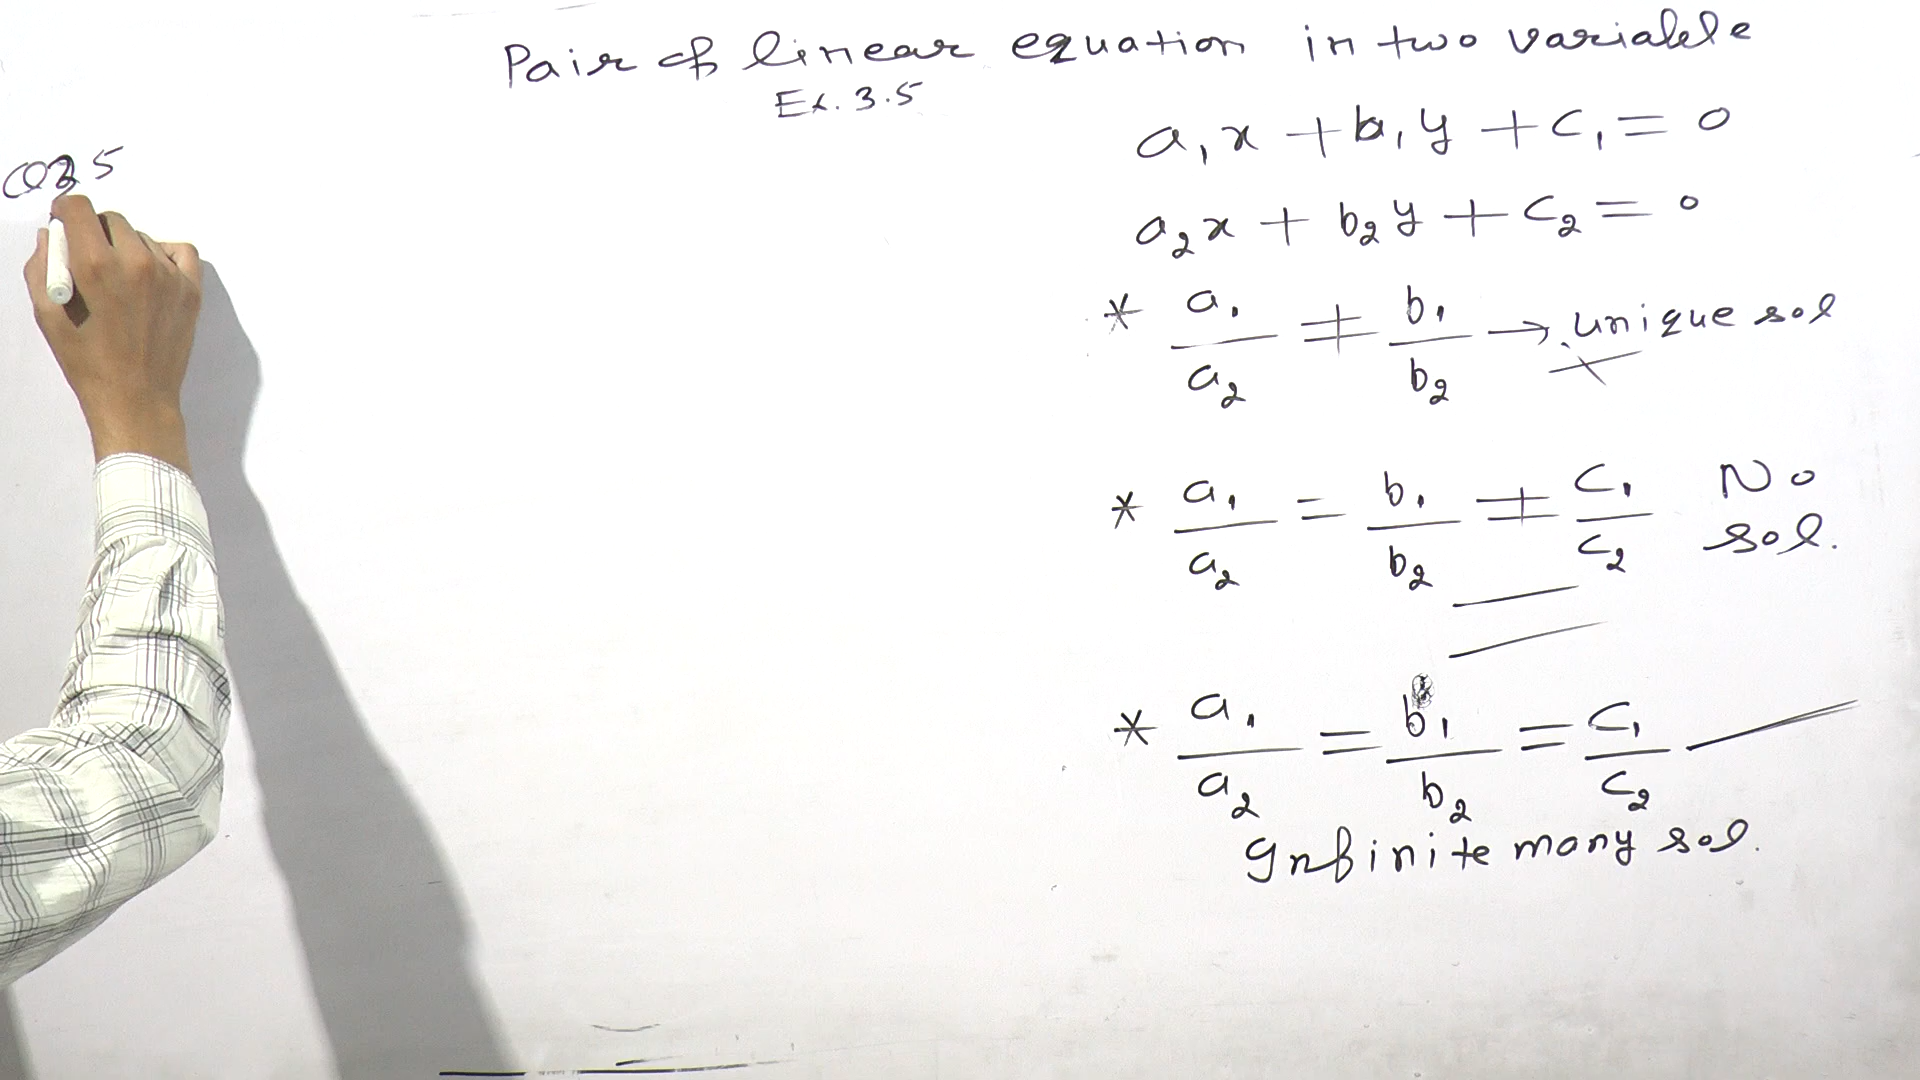 Pair of linear equation in two variable
Ex. 3.5
a₁x + b₁y + c₁ = 0
a₂x + b₂y + c₂ = 0
* a₁/a₂ ≠ b₁/b₂ → unique sol
* a₁/a₂ = b₁/b₂ ≠ c₁/c₂ No sol.
* a₁/a₂ = b₁/b₂ = c₁/c₂
Infinite many sol.